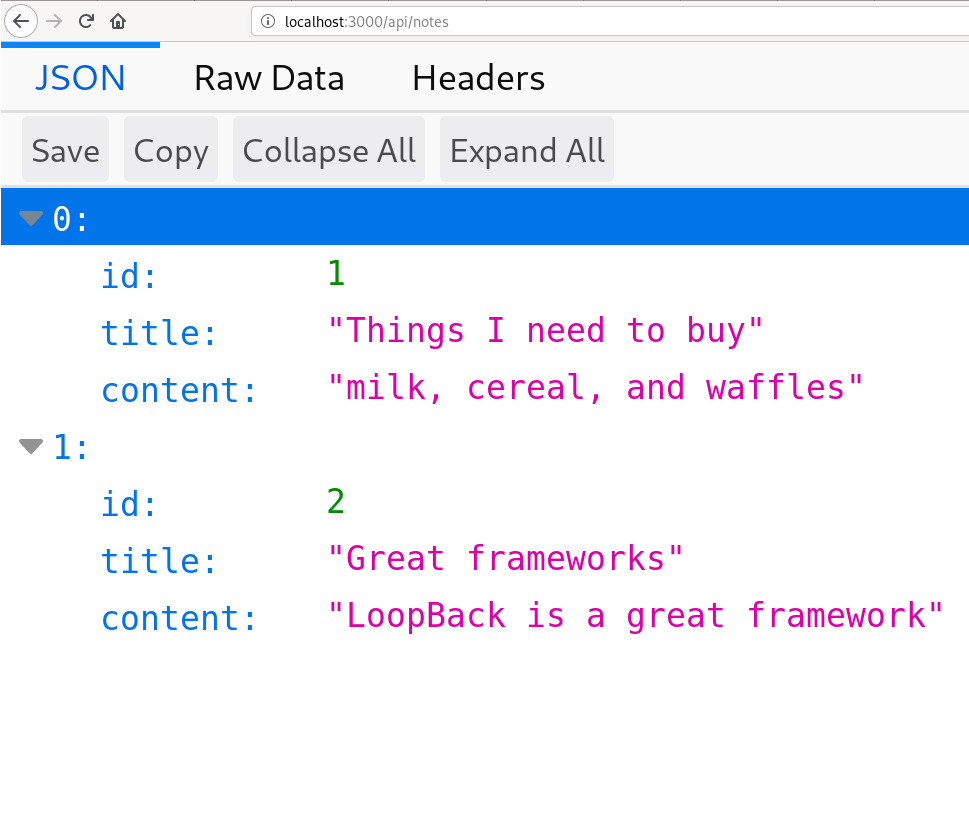 localhost:3000/api/notes
JSON Raw Data Headers
Save Copy Collapse All Expand All
0:
id: 1
title: "Things I need to buy"
content: "milk, cereal, and waffles"
1:
id: 2
title: "Great frameworks"
content: "LoopBack is a great framework"